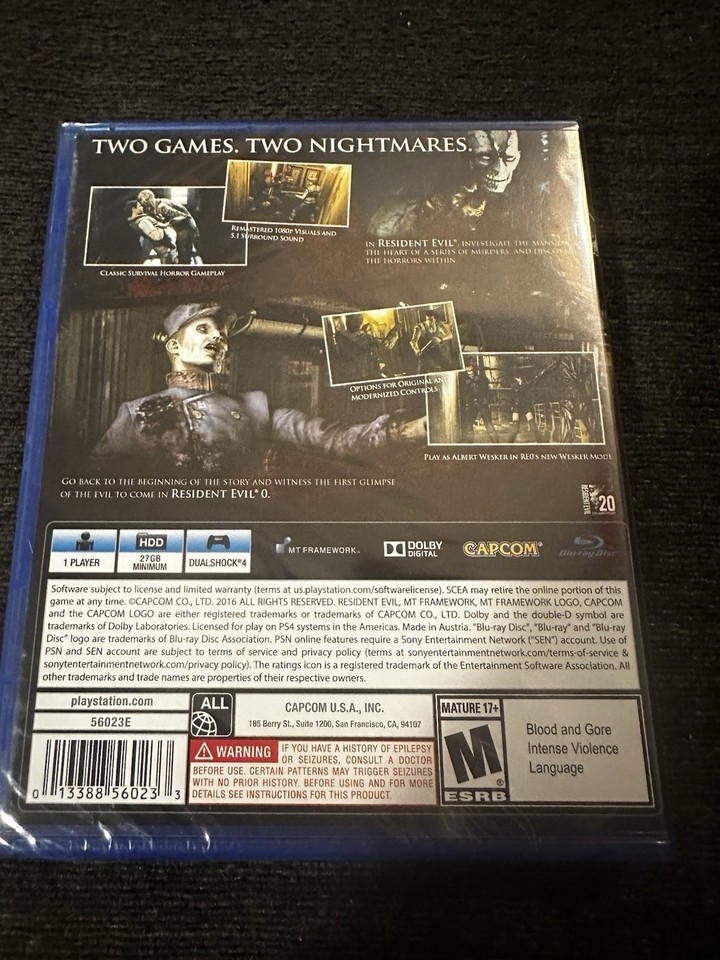 TWO GAMES. TWO NIGHTMARES.
REMASTERED 1080P VISUALS AND
5.1 SURROUND SOUND
CLASSIC SURVIVAL HORROR GAMEPLAY
IN RESIDENT EVIL®, INVESTIGATE THE MANSION
THE HEART OF A SERIES OF MURDERS AND DISCOVER
THE HORRORS WITHIN
OPTIONS FOR ORIGINAL AND
MODERNIZED CONTROLS
PLAY AS ALBERT WESKER IN RE0'S NEW WESKER MODE
GO BACK TO THE BEGINNING OF THE STORY AND WITNESS THE FIRST GLIMPSE
OF THE EVIL TO COME IN RESIDENT EVIL® 0.
RESIDENT EVIL 20
1 PLAYER
HDD
27GB
MINIMUM
DUALSHOCK®4
MT FRAMEWORK™
DOLBY
DIGITAL
CAPCOM®
Blu-ray Disc™
Software subject to license and limited warranty (terms at us.playstation.com/softwarelicense). SCEA may retire the online portion of this
game at any time. ©CAPCOM CO., LTD. 2016 ALL RIGHTS RESERVED. RESIDENT EVIL, MT FRAMEWORK, MT FRAMEWORK LOGO, CAPCOM
and the CAPCOM LOGO are either registered trademarks or trademarks of CAPCOM CO., LTD. Dolby and the double-D symbol are
trademarks of Dolby Laboratories. Licensed for play on PS4 systems in the Americas. Made in Austria. "Blu-ray Disc", "Blu-ray" and "Blu-ray
Disc" logo are trademarks of Blu-ray Disc Association. PSN online features require a Sony Entertainment Network ("SEN") account. Use of
PSN and SEN account are subject to terms of service and privacy policy (terms at sonyentertainmentnetwork.com/terms-of-service &
sonytentertainmentnetwork.com/privacy policy). The ratings icon is a registered trademark of the Entertainment Software Association. All
other trademarks and trade names are properties of their respective owners.
playstation.com
56023E
ALL
CAPCOM U.S.A., INC.
185 Berry St., Suite 1200, San Francisco, CA, 94107
WARNING IF YOU HAVE A HISTORY OF EPILEPSY
OR SEIZURES, CONSULT A DOCTOR
BEFORE USE. CERTAIN PATTERNS MAY TRIGGER SEIZURES
WITH NO PRIOR HISTORY. BEFORE USING AND FOR MORE
DETAILS SEE INSTRUCTIONS FOR THIS PRODUCT.
0 13388 56023 3
MATURE 17+
M®
ESRB
Blood and Gore
Intense Violence
Language